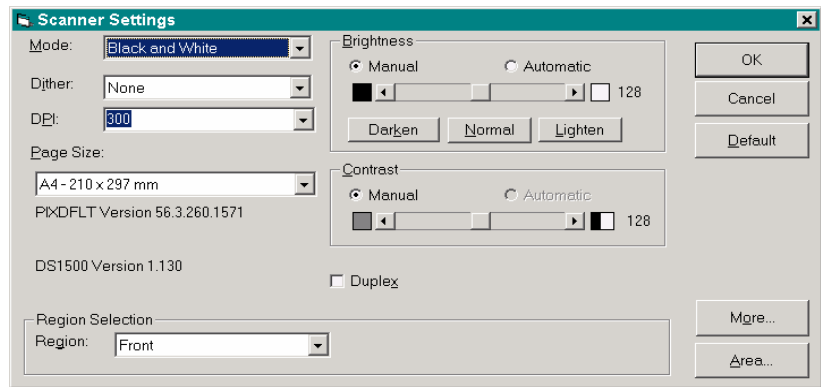 Scanner Settings
Mode:
Black and White
Dither:
None
DPI:
300
Page Size:
A4 - 210 x 297 mm
PIXDFLT Version 56.3.260.1571
DS1500 Version 1.130
Brightness
Manual
Automatic
128
Darken
Normal
Lighten
Contrast
Manual
Automatic
128
Duplex
Region Selection
Region:
Front
OK
Cancel
Default
More...
Area...